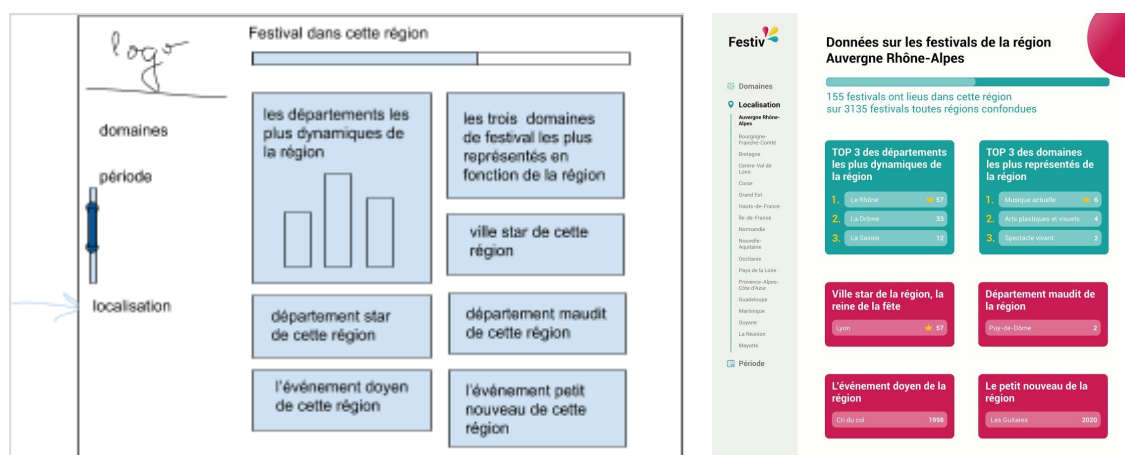 logo
Festival dans cette région
domaines
période
localisation
les départements les
plus dynamiques de
la région
les trois domaines
de festival les plus
représentés en
fonction de la région
ville star de cette
région
département star
de cette région
département maudit
de cette région
l'événement doyen
de cette région
l'événement petit
nouveau de cette
région
Festiv
Domaines
Localisation
Auvergne Rhône-
Alpes
Bourgogne-
Franche-Comté
Bretagne
Centre-Val de
Loire
Corse
Grand Est
Hauts-de-France
Île-de-France
Normandie
Nouvelle-
Aquitaine
Occitanie
Pays de la Loire
Provence-Alpes-
Côte d'Azur
Guadeloupe
Martinique
Guyane
La Réunion
Mayotte
Période
Données sur les festivals de la région
Auvergne Rhône-Alpes
155 festivals ont lieus dans cette région
sur 3135 festivals toutes régions confondues
TOP 3 des départements
les plus dynamiques de
la région
1. Le Rhône 57
2. La Drôme 33
3. La Savoie 12
TOP 3 des domaines
les plus représentés de
la région
1. Musique actuelle 6
2. Arts plastiques et visuels 4
3. Spectacle vivant 2
Ville star de la région, la
reine de la fête
Lyon 57
Département maudit de
la région
Puy-de-Dôme 2
L'événement doyen de la
région
Cri du col 1998
Le petit nouveau de la
région
Les Guitares 2020